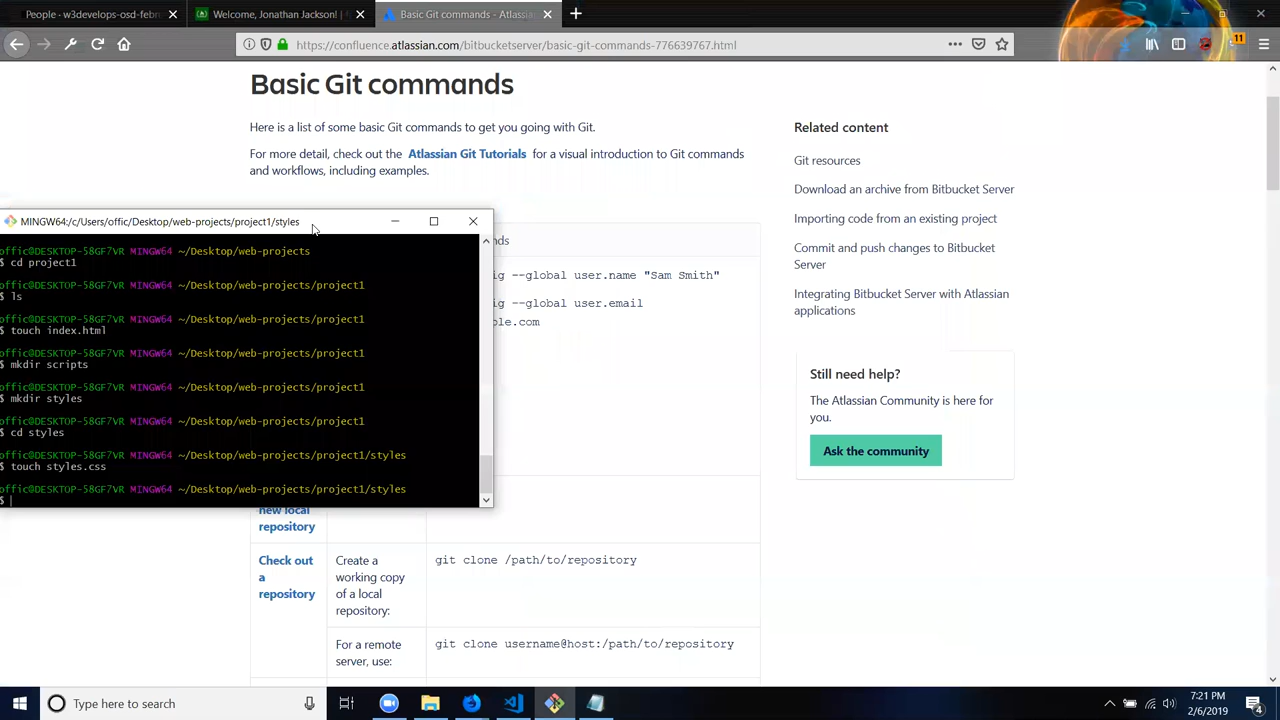 People - w3developers-osd-febr
Welcome, Jonathan Jackson! |
Basic Git commands - Atlassian
https://confluence.atlassian.com/bitbucketserver/basic-git-commands-776639767.html
11
Basic Git commands
Here is a list of some basic Git commands to get you going with Git.
For more detail, check out the Atlassian Git Tutorials for a visual introduction to Git commands
and workflows, including examples.
Related content
Git resources
Download an archive from Bitbucket Server
Importing code from an existing project
Commit and push changes to Bitbucket
Server
Integrating Bitbucket Server with Atlassian
applications
Still need help?
The Atlassian Community is here for
you.
Ask the community
MINGW64:/c/Users/offic/Desktop/web-projects/project1/styles
offic@DESKTOP-58GF7VR MINGW64 ~/Desktop/web-projects
$ cd project1
offic@DESKTOP-58GF7VR MINGW64 ~/Desktop/web-projects/project1
$ ls
offic@DESKTOP-58GF7VR MINGW64 ~/Desktop/web-projects/project1
$ touch index.html
offic@DESKTOP-58GF7VR MINGW64 ~/Desktop/web-projects/project1
$ mkdir scripts
offic@DESKTOP-58GF7VR MINGW64 ~/Desktop/web-projects/project1
$ mkdir styles
offic@DESKTOP-58GF7VR MINGW64 ~/Desktop/web-projects/project1
$ cd styles
offic@DESKTOP-58GF7VR MINGW64 ~/Desktop/web-projects/project1/styles
$ touch styles.css
offic@DESKTOP-58GF7VR MINGW64 ~/Desktop/web-projects/project1/styles
$
nds
ig --global user.name "Sam Smith"
ig --global user.email
ple.com
new local
repository
Check out
a
repository
Create a
working copy
of a local
repository:
git clone /path/to/repository
For a remote
server, use:
git clone username@host:/path/to/repository
Type here to search
7:21 PM
2/6/2019
4